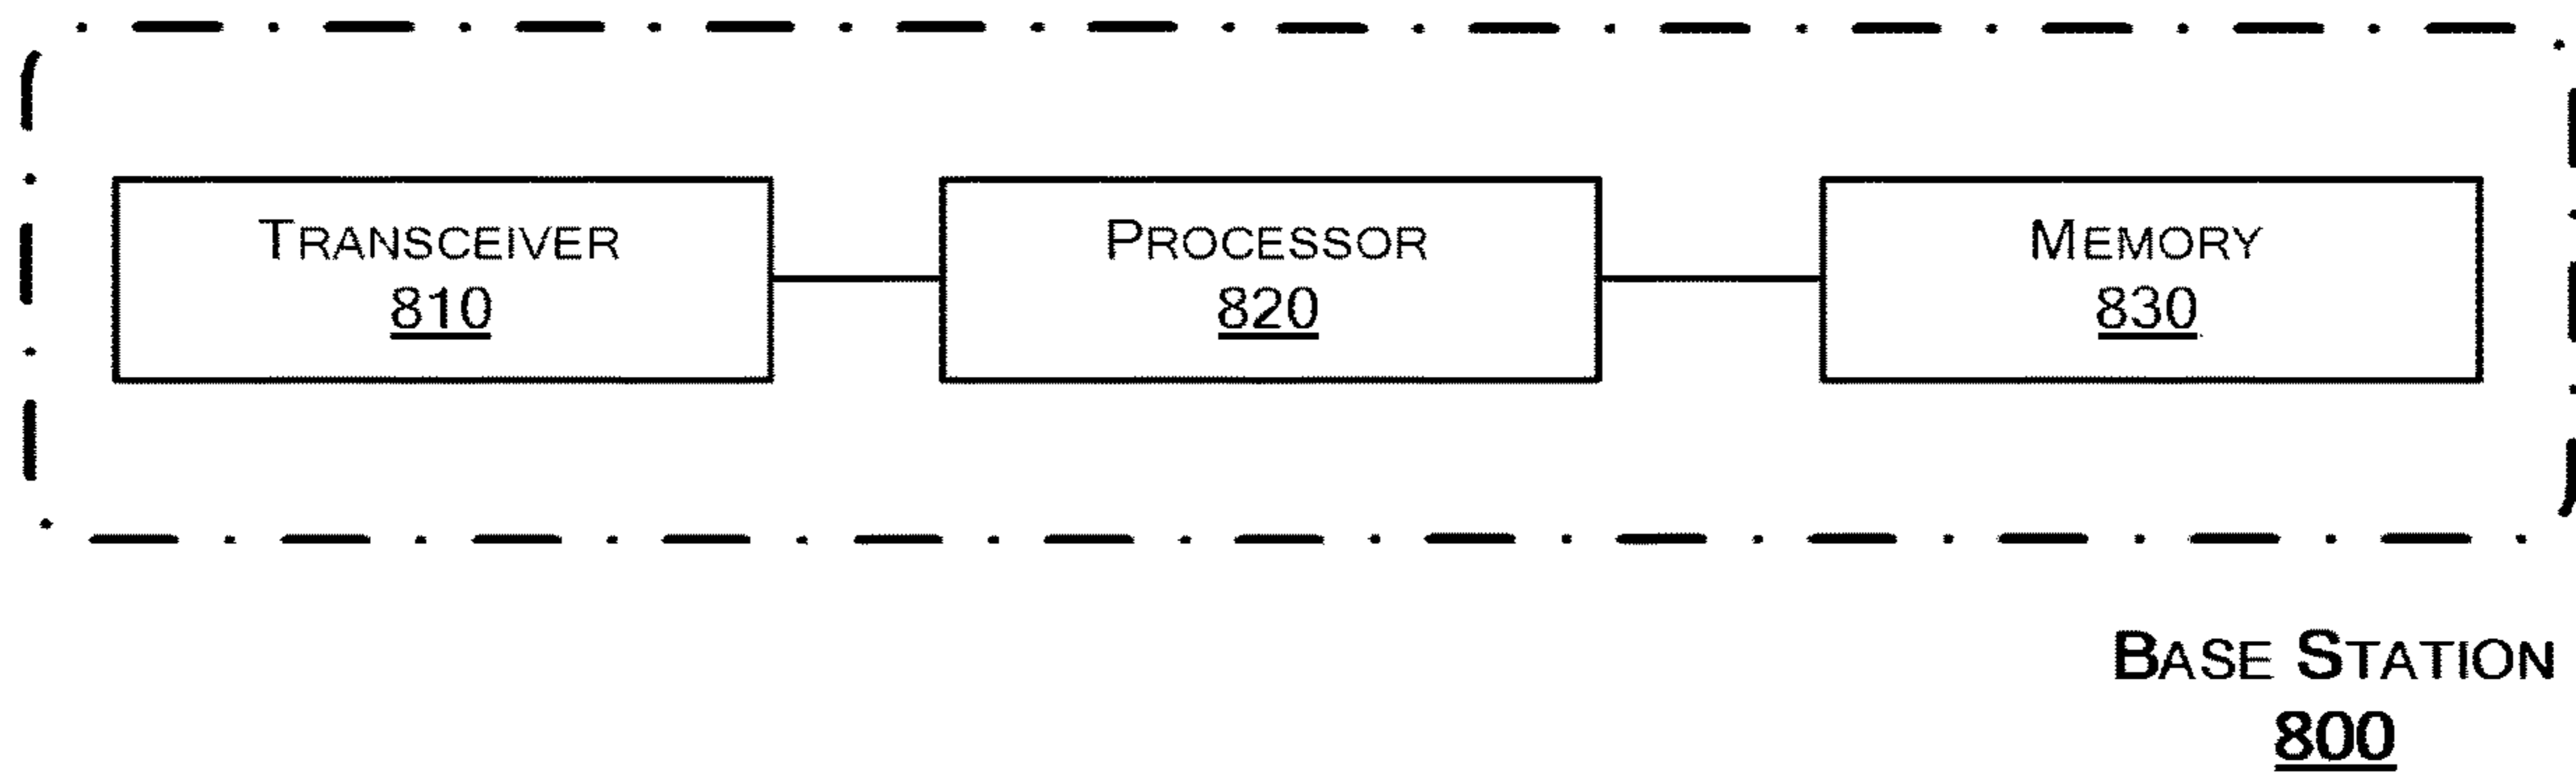 TRANSCEIVER
810
PROCESSOR
820
MEMORY
830
BASE STATION
800